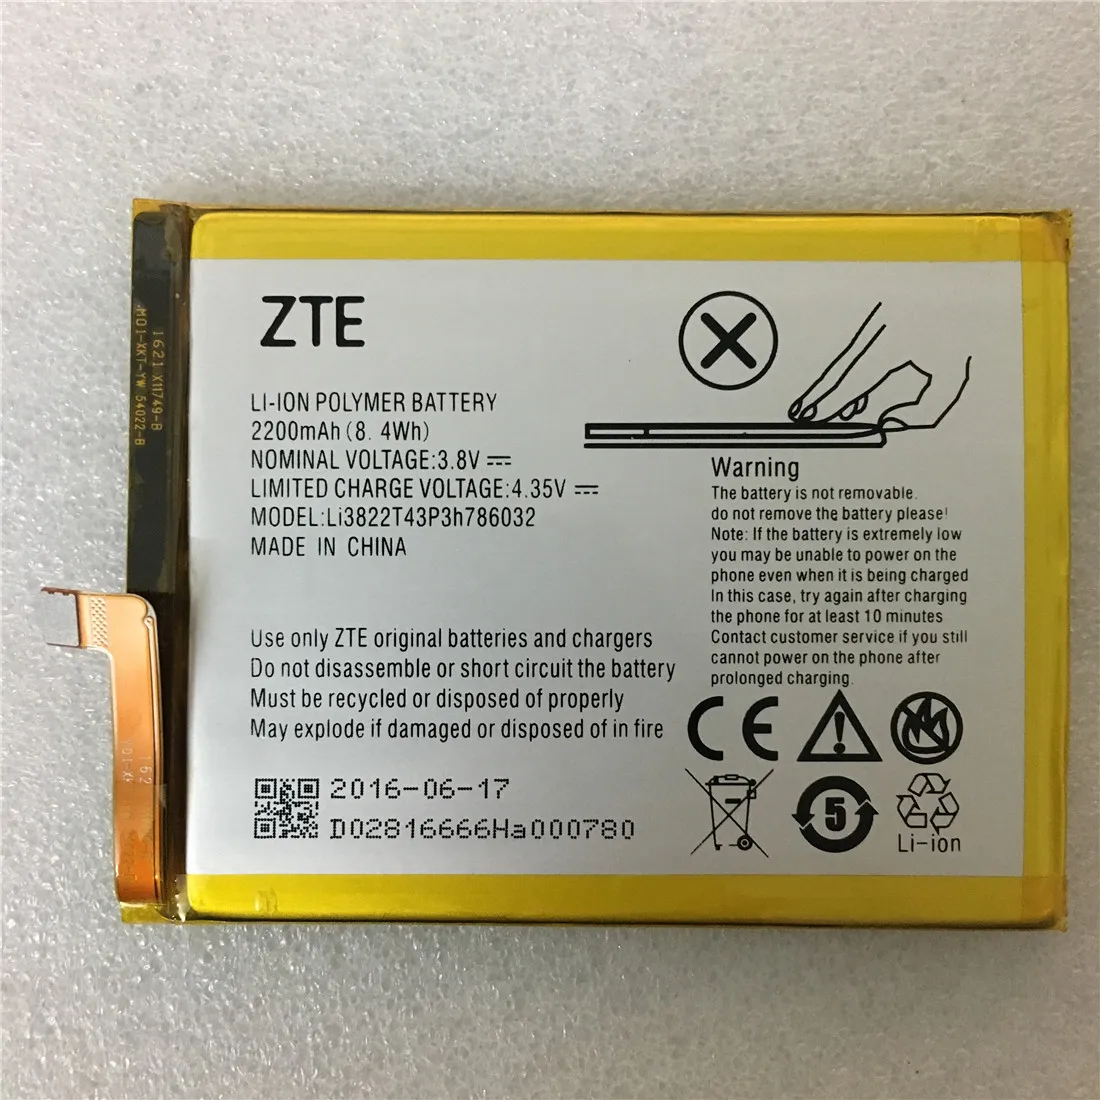 ZTE
LI-ION POLYMER BATTERY
2200mAh (8. 4Wh)
NOMINAL VOLTAGE:3.8V
LIMITED CHARGE VOLTAGE:4.35V
MODEL:Li3822T43P3h786032
MADE IN CHINA
Use only ZTE original batteries and chargers
Do not disassemble or short circuit the battery
Must be recycled or disposed of properly
May explode if damaged or disposed of in fire
2016-06-17
D02816666Ha000780
Warning
The battery is not removable.
do not remove the battery please!
Note: If the battery is extremely low
you may be unable to power on the
phone even when it is being charged
In this case, try again after charging
the phone for at least 10 minutes
Contact customer service if you still
cannot power on the phone after
prolonged charging.
CE
5
Li-ion
1621 X11749-B
MD1-XKT-YW 54022-B